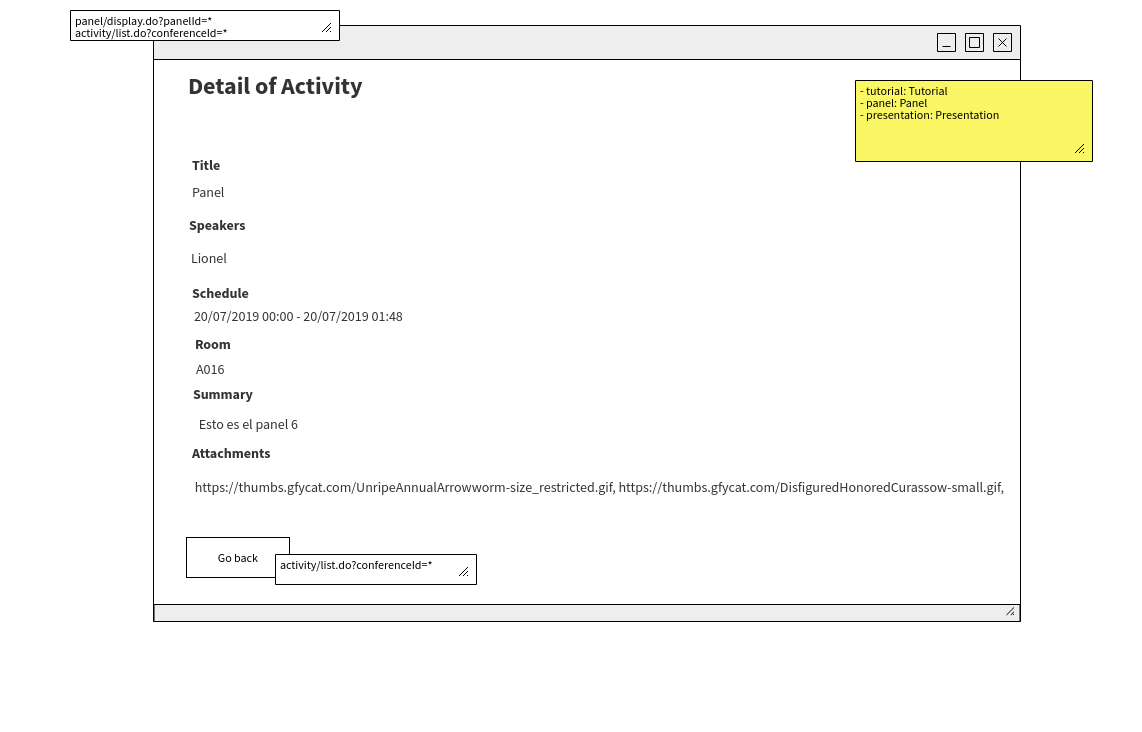 panel/display.do?panelId=*
activity/list.do?conferenceId=*
Detail of Activity
- tutorial: Tutorial
- panel: Panel
- presentation: Presentation
Title
Panel
Speakers
Lionel
Schedule
20/07/2019 00:00 - 20/07/2019 01:48
Room
A016
Summary
Esto es el panel 6
Attachments
https://thumbs.gfycat.com/UnripeAnnualArrowworm-size_restricted.gif, https://thumbs.gfycat.com/DisfiguredHonoredCurassow-small.gif,
Go back
activity/list.do?conferenceId=*